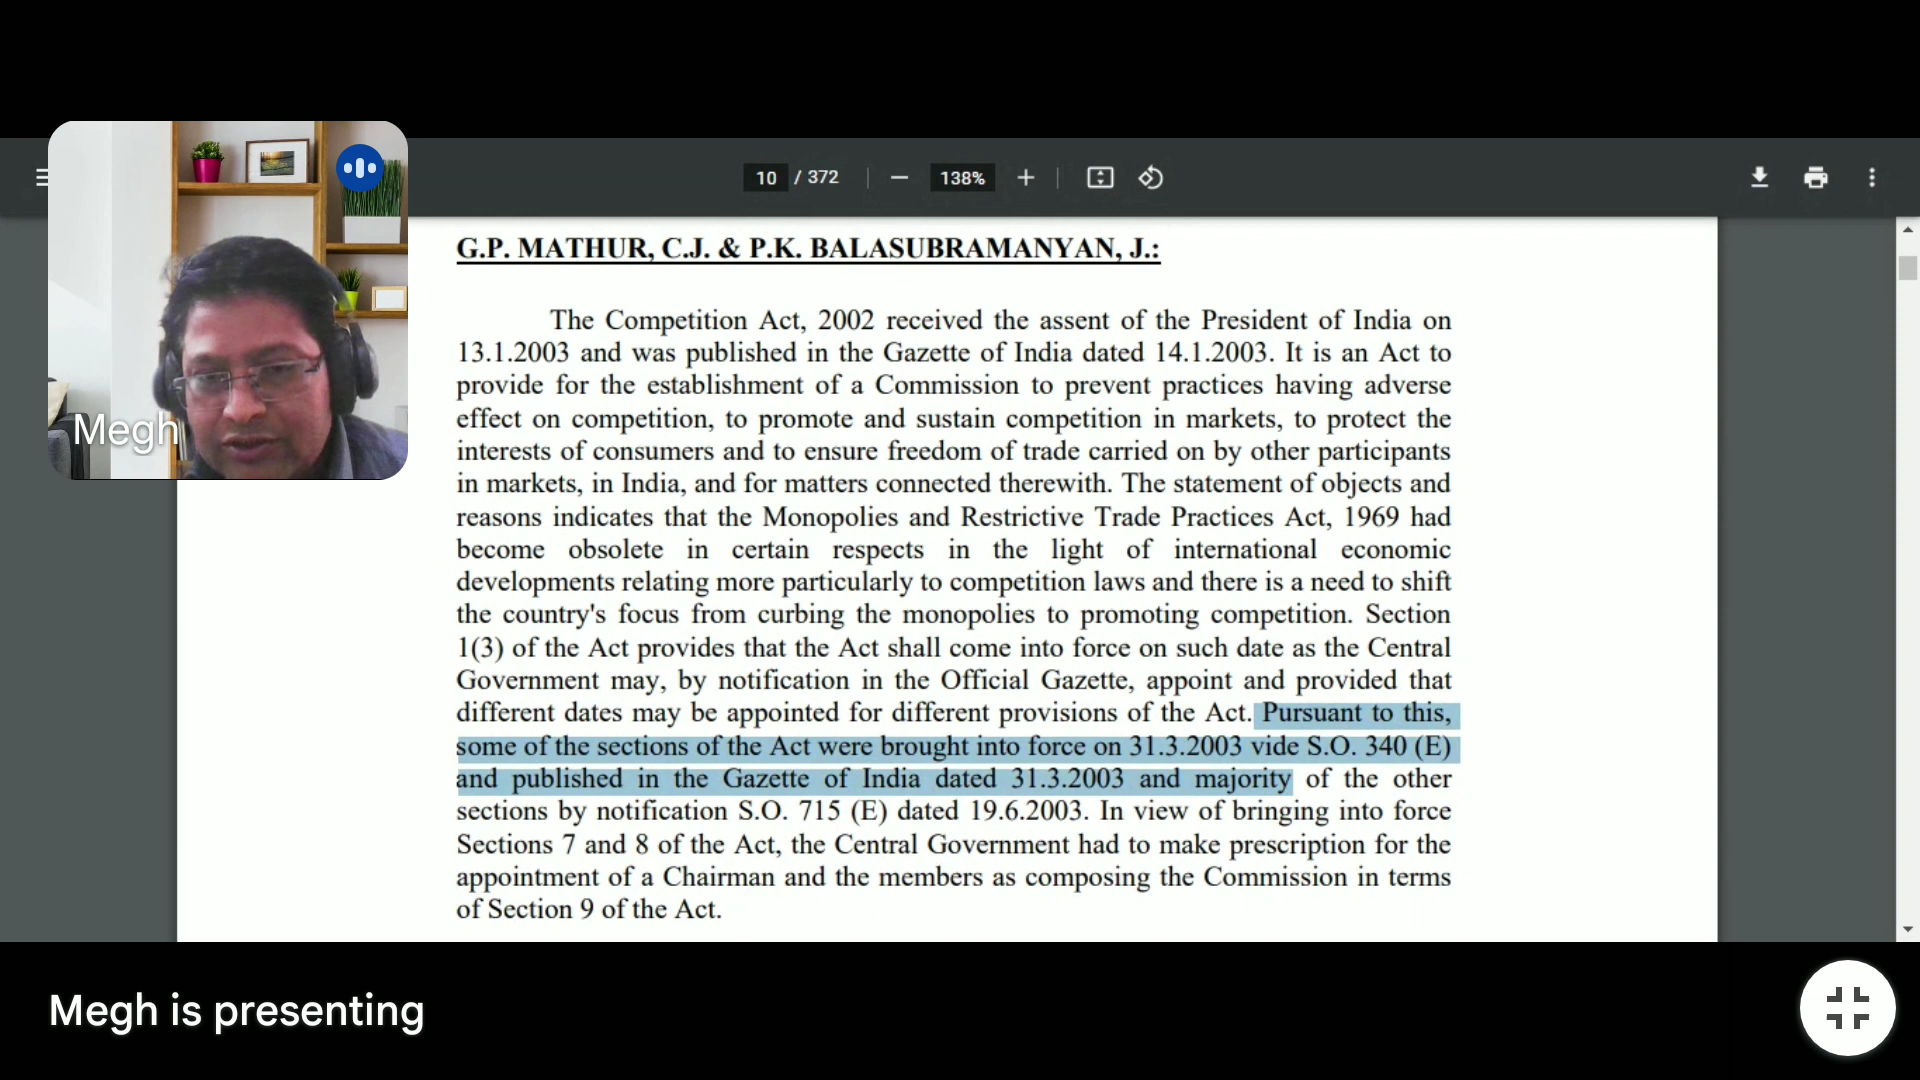 10 / 372
138%
G.P. MATHUR, C.J. & P.K. BALASUBRAMANYAN, J.:
The Competition Act, 2002 received the assent of the President of India on
13.1.2003 and was published in the Gazette of India dated 14.1.2003. It is an Act to
provide for the establishment of a Commission to prevent practices having adverse
effect on competition, to promote and sustain competition in markets, to protect the
interests of consumers and to ensure freedom of trade carried on by other participants
in markets, in India, and for matters connected therewith. The statement of objects and
reasons indicates that the Monopolies and Restrictive Trade Practices Act, 1969 had
become obsolete in certain respects in the light of international economic
developments relating more particularly to competition laws and there is a need to shift
the country's focus from curbing the monopolies to promoting competition. Section
1(3) of the Act provides that the Act shall come into force on such date as the Central
Government may, by notification in the Official Gazette, appoint and provided that
different dates may be appointed for different provisions of the Act. Pursuant to this,
some of the sections of the Act were brought into force on 31.3.2003 vide S.O. 340 (E)
and published in the Gazette of India dated 31.3.2003 and majority of the other
sections by notification S.O. 715 (E) dated 19.6.2003. In view of bringing into force
Sections 7 and 8 of the Act, the Central Government had to make prescription for the
appointment of a Chairman and the members as composing the Commission in terms
of Section 9 of the Act.
Megh
Megh is presenting